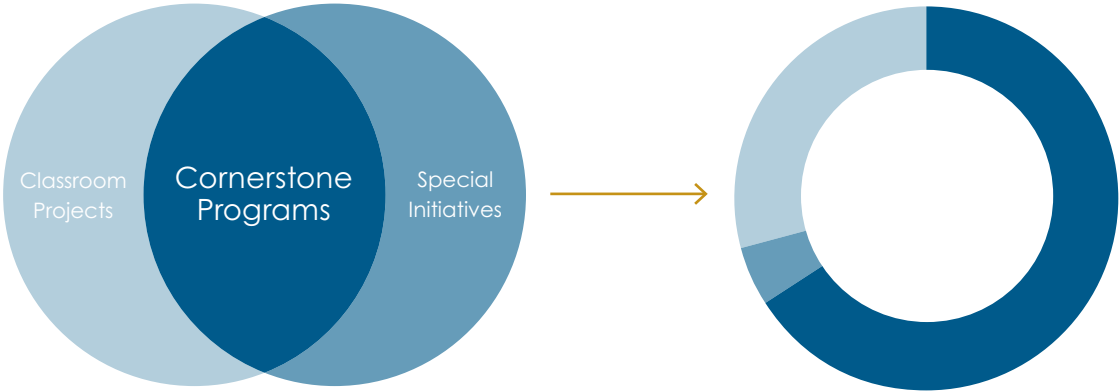 Classroom
Projects
Cornerstone
Programs
Special
Initiatives